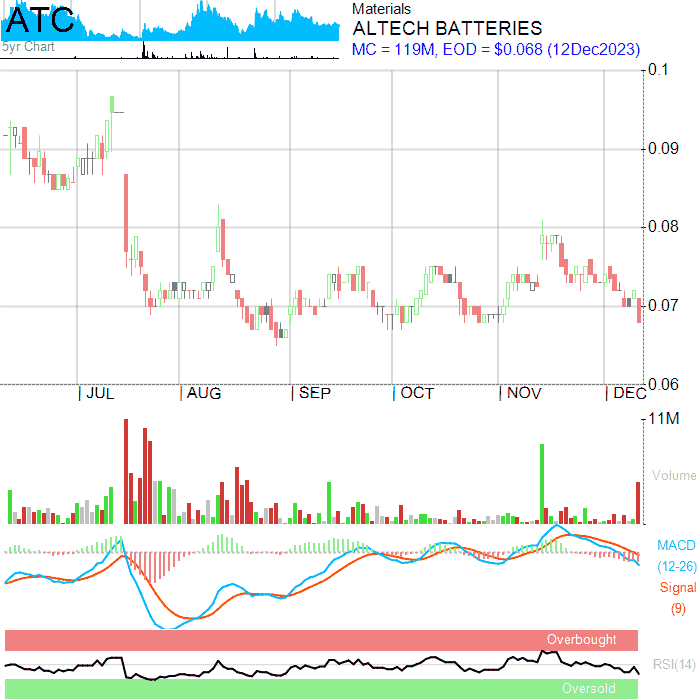 ATC
5yr Chart
Materials
ALTECH BATTERIES
MC = 119M, EOD = $0.068 (12Dec2023)
0.1
0.09
0.08
0.07
0.06
JUL AUG SEP OCT NOV DEC
11M
Volume
MACD
(12-26)
Signal
(9)
Overbought
RSI(14)
Oversold